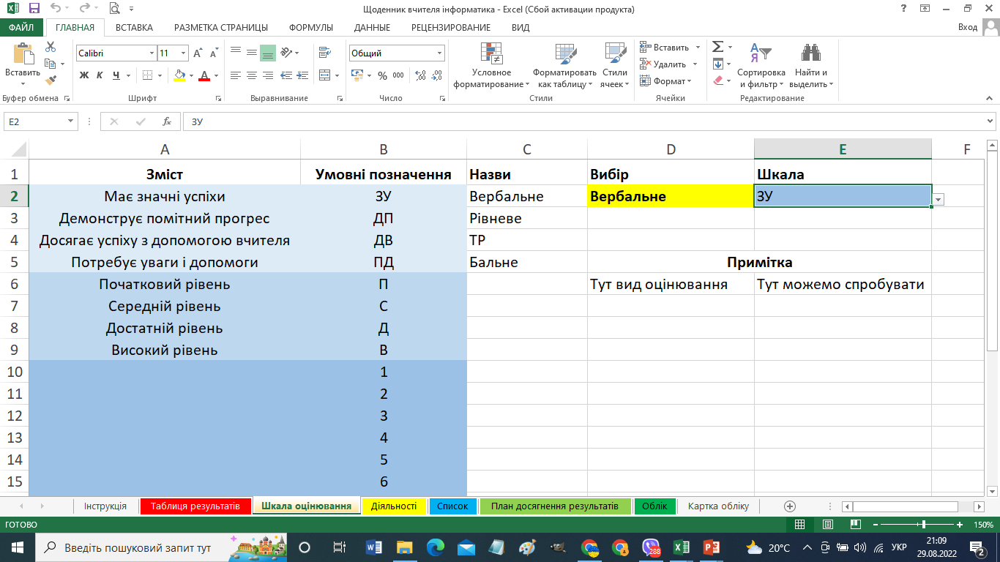 Щоденник вчителя інформатика - Excel (Сбой активации продукта)
ФАЙЛ ГЛАВНАЯ ВСТАВКА РАЗМЕТКА СТРАНИЦЫ ФОРМУЛЫ ДАННЫЕ РЕЦЕНЗИРОВАНИЕ ВИД Вход
Вставить
Calibri 11
Ж К Ч
Общий
% 000
Условное форматирование
Форматировать как таблицу
Стили ячеек
Вставить
Удалить
Формат
Сортировка и фильтр
Найти и выделить
Буфер обмена Шрифт Выравнивание Число Стили Ячейки Редактирование
E2 fx ЗУ
A B C D E F
1 Зміст Умовні позначення Назви Вибір Шкала
2 Має значні успіхи ЗУ Вербальне Вербальне ЗУ
3 Демонструє помітний прогрес ДП Рівневе
4 Досягає успіху з допомогою вчителя ДВ ТР
5 Потребує уваги і допомоги ПД Бальне Примітка
6 Початковий рівень П Тут вид оцінювання Тут можемо спробувати
7 Середній рівень С
8 Достатній рівень Д
9 Високий рівень В
10 1
11 2
12 3
13 4
14 5
15 6
Інструкція Таблиця результатів Шкала оцінювання Діяльності Список План досягнення результатів Облік Картка обліку
ГОТОВО 150%
Введіть пошуковий запит тут 288 20°C УКР 21:09
29.08.2022 2